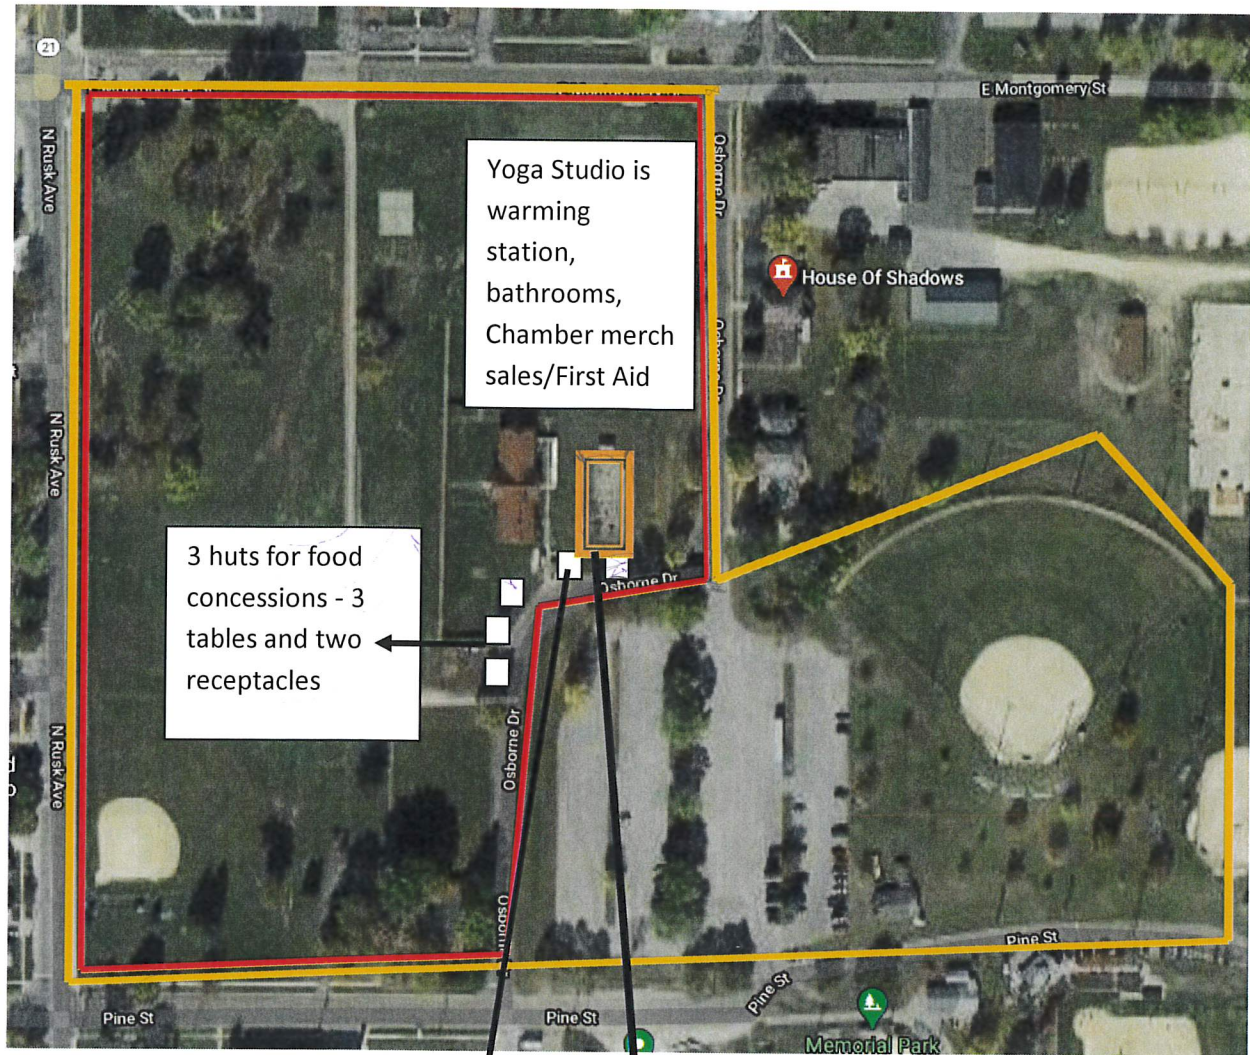 21
E Montgomery St
N Rusk Ave
Osborne Dr
Yoga Studio is
warming
station,
bathrooms,
Chamber merch
sales/First Aid
House Of Shadows
Osborne Dr
N Rusk Ave
3 huts for food
concessions - 3
tables and two
receptacles
Osborne Dr
Osborne Dr
N Rusk Ave
Pine St
Pine St
Pine St
Pine St
Memorial Park